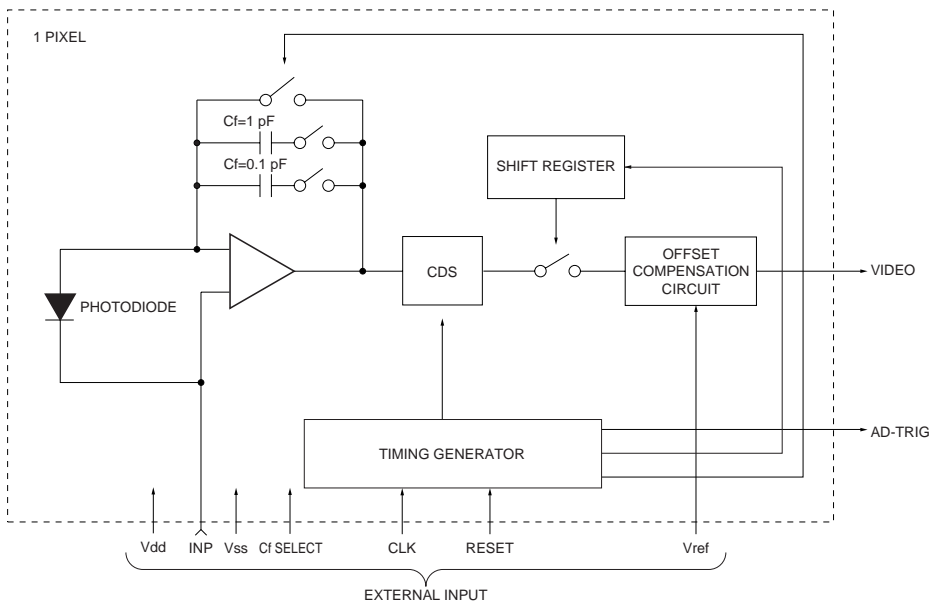 1 PIXEL
Cf=1 pF
Cf=0.1 pF
SHIFT REGISTER
PHOTODIODE
CDS
OFFSET
COMPENSATION
CIRCUIT
VIDEO
TIMING GENERATOR
AD-TRIG
Vdd INP Vss Cf SELECT CLK RESET Vref
EXTERNAL INPUT